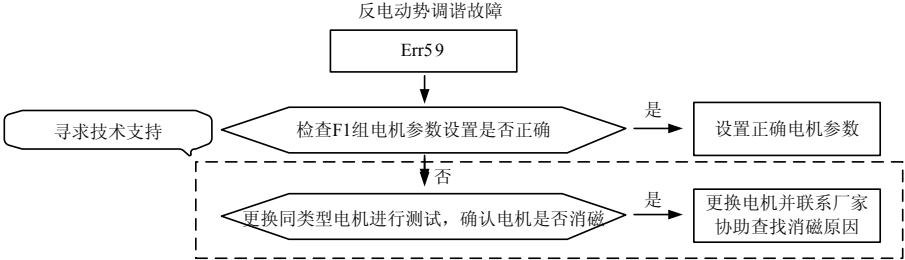 反电动势调谐故障
Err59
寻求技术支持
检查F1组电机参数设置是否正确
是
设置正确电机参数
否
更换同类型电机进行测试，确认电机是否消磁
是
更换电机并联系厂家
协助查找消磁原因